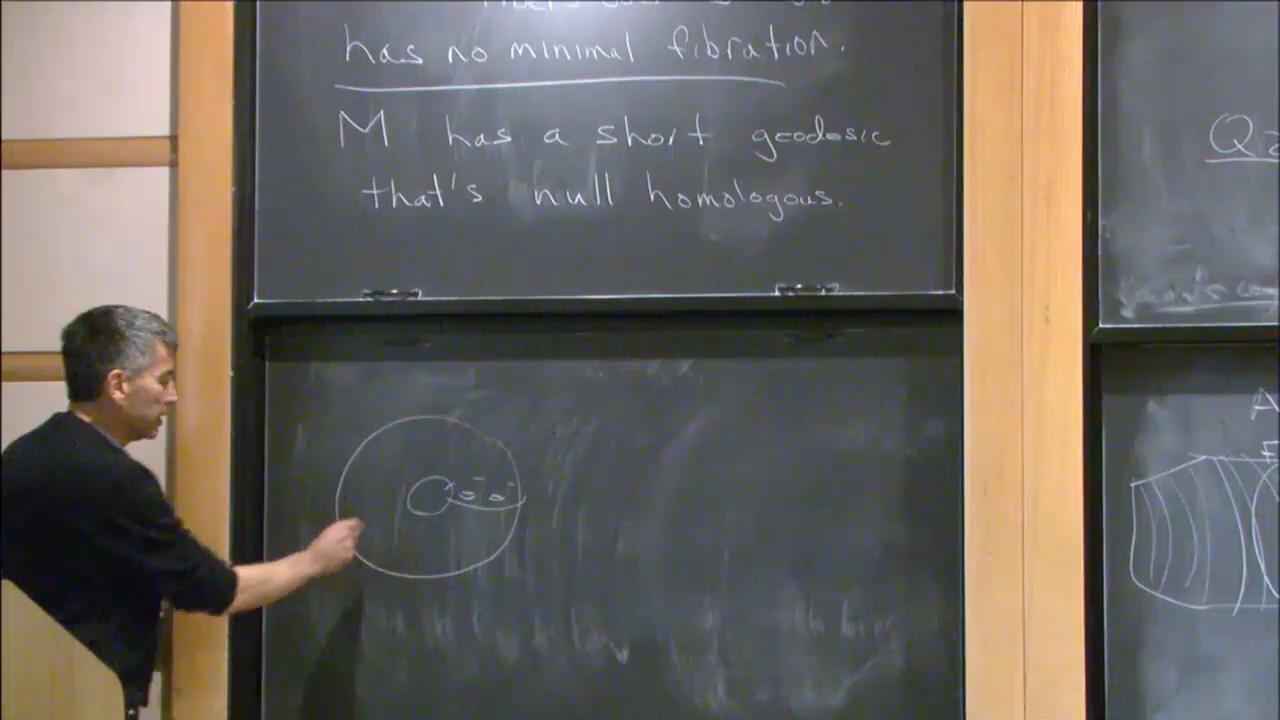 has no minimal fibration.
M has a short geodesic
that's null homologous.